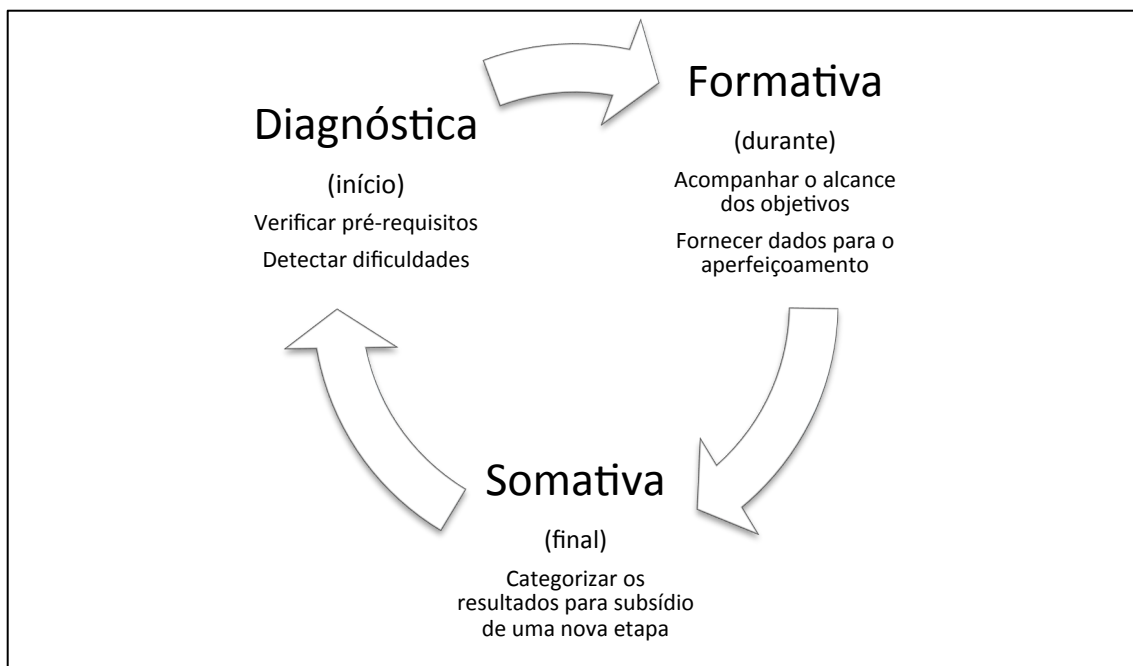 Diagnóstica
(início)
Verificar pré-requisitos
Detectar dificuldades
Formativa
(durante)
Acompanhar o alcance
dos objetivos
Fornecer dados para o
aperfeiçoamento
Somativa
(final)
Categorizar os
resultados para subsídio
de uma nova etapa